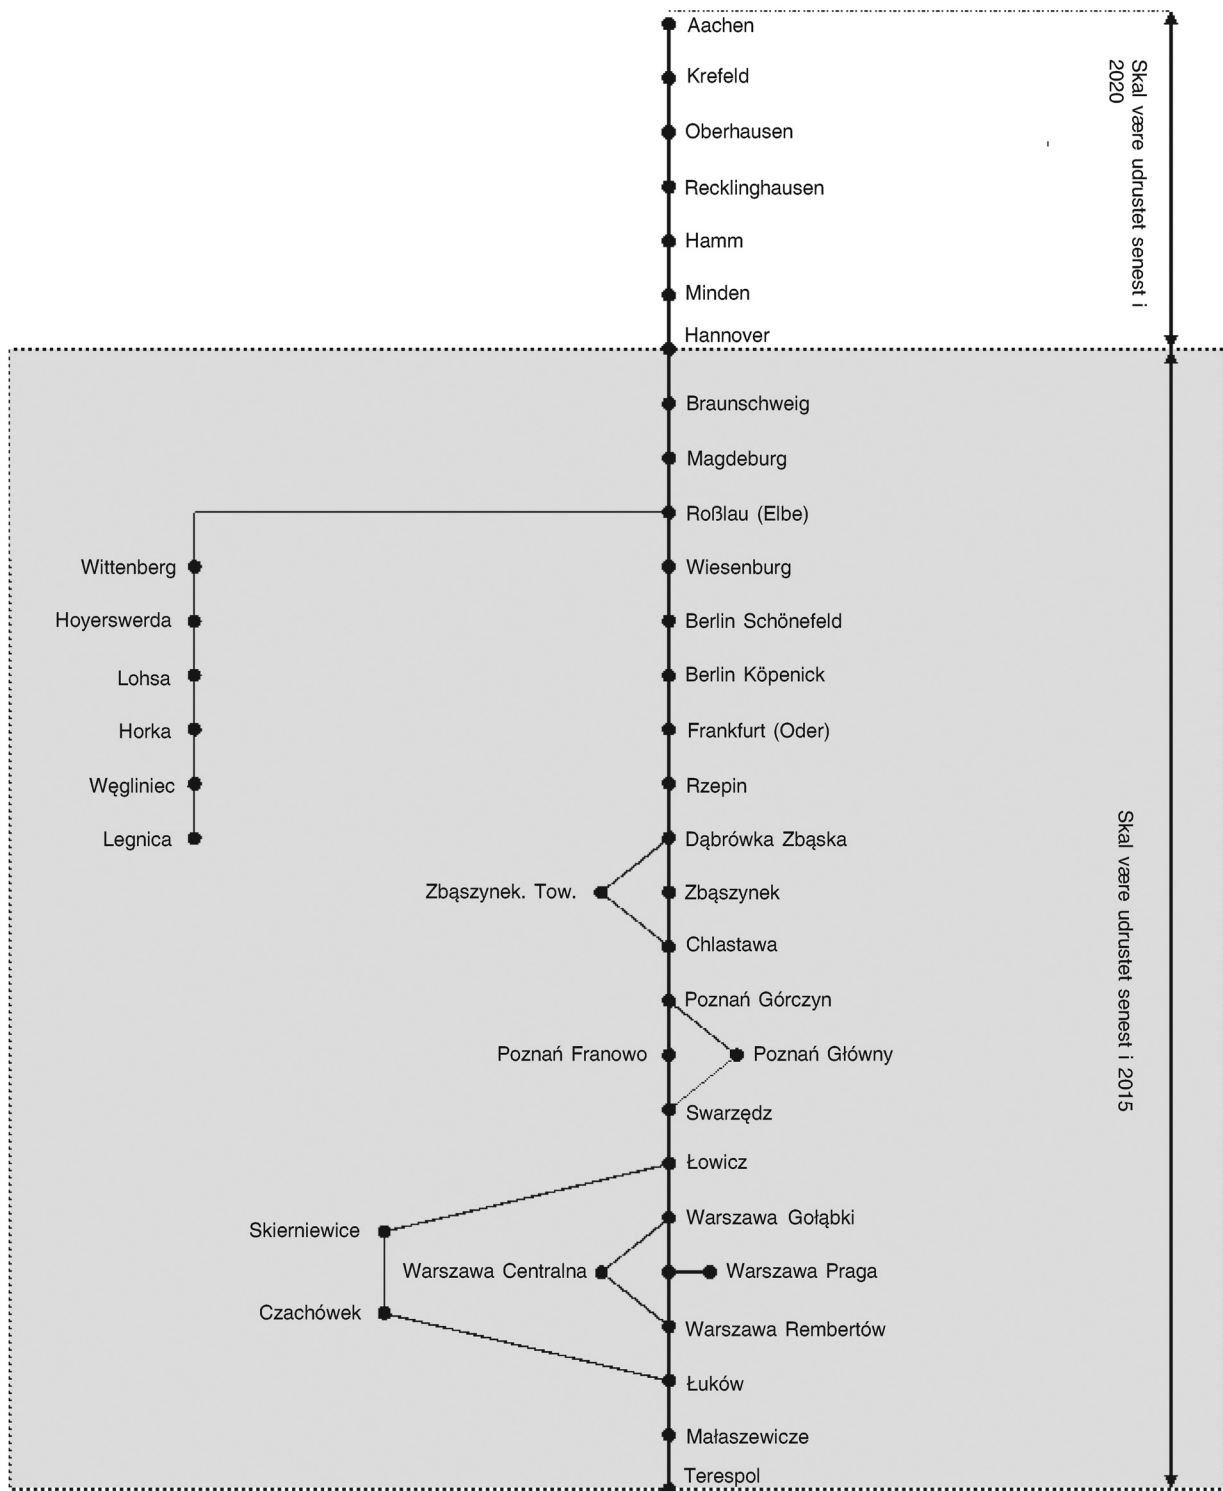 Aachen
Krefeld
Oberhausen
Recklinghausen
Hamm
Minden
Hannover
Skal være udrustet senest i
2020
Braunschweig
Magdeburg
Roßlau (Elbe)
Wittenberg
Wiesenburg
Hoyerswerda
Berlin Schönefeld
Lohsa
Berlin Köpenick
Horka
Frankfurt (Oder)
Węgliniec
Rzepin
Legnica
Dąbrówka Zbąska
Zbąszynek. Tow.
Zbąszynek
Chlastawa
Poznań Górczyn
Poznań Franowo
Poznań Główny
Swarzędz
Łowicz
Skierniewice
Warszawa Gołąbki
Warszawa Centralna
Warszawa Praga
Czachówek
Warszawa Rembertów
Łuków
Małaszewicze
Terespol
Skal være udrustet senest i 2015